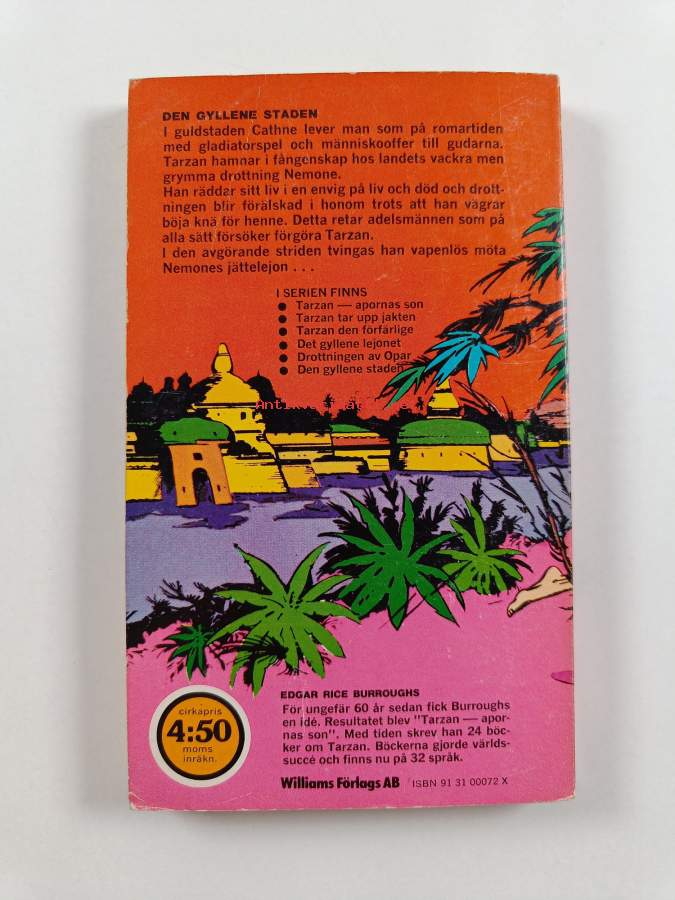 DEN GYLLENE STADEN
I guldstaden Cathne lever man som på romartiden
med gladiatorspel och människooffer till gudarna.
Tarzan hamnar i fångenskap hos landets vackra men
grymma drottning Nemone.
Han räddar sitt liv i en envig på liv och död och drott-
ningen blir förälskad i honom trots att han vägrar
böja knä för henne. Detta retar adelsmännen som på
alla sätt försöker förgöra Tarzan.
I den avgörande striden tvingas han vapenlös möta
Nemones jättelejon . . .
I SERIEN FINNS
● Tarzan — apornas son
● Tarzan tar upp jakten
● Tarzan den förfärlige
● Det gyllene lejonet
● Drottningen av Opar
● Den gyllene staden
cirkapris
4:50
moms
inräkn.
EDGAR RICE BURROUGHS
För ungefär 60 år sedan fick Burroughs
en idé. Resultatet blev "Tarzan — apor-
nas son". Med tiden skrev han 24 böc-
ker om Tarzan. Böckerna gjorde världs-
succé och finns nu på 32 språk.
Williams Förlags AB ISBN 91 31 00072 X